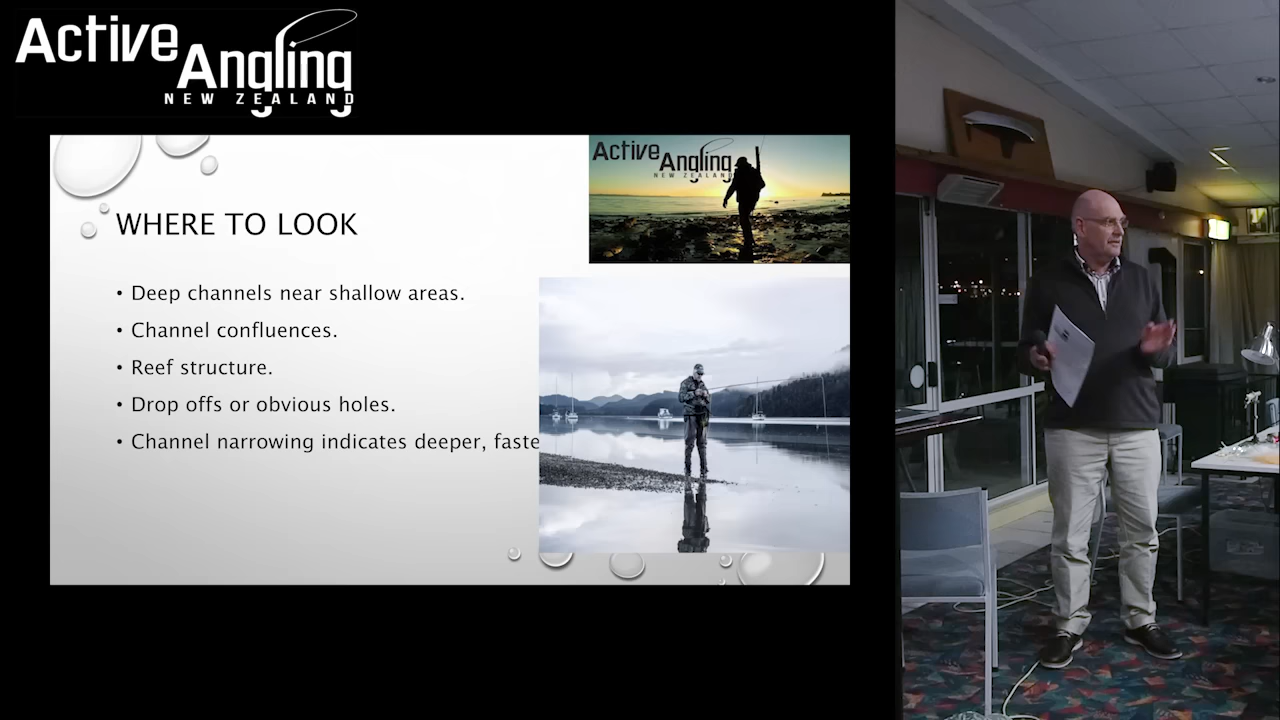 Active
Angling
NEW ZEALAND
Active Angling
NEW ZEALAND
WHERE TO LOOK
• Deep channels near shallow areas.
• Channel confluences.
• Reef structure.
• Drop offs or obvious holes.
• Channel narrowing indicates deeper, faste